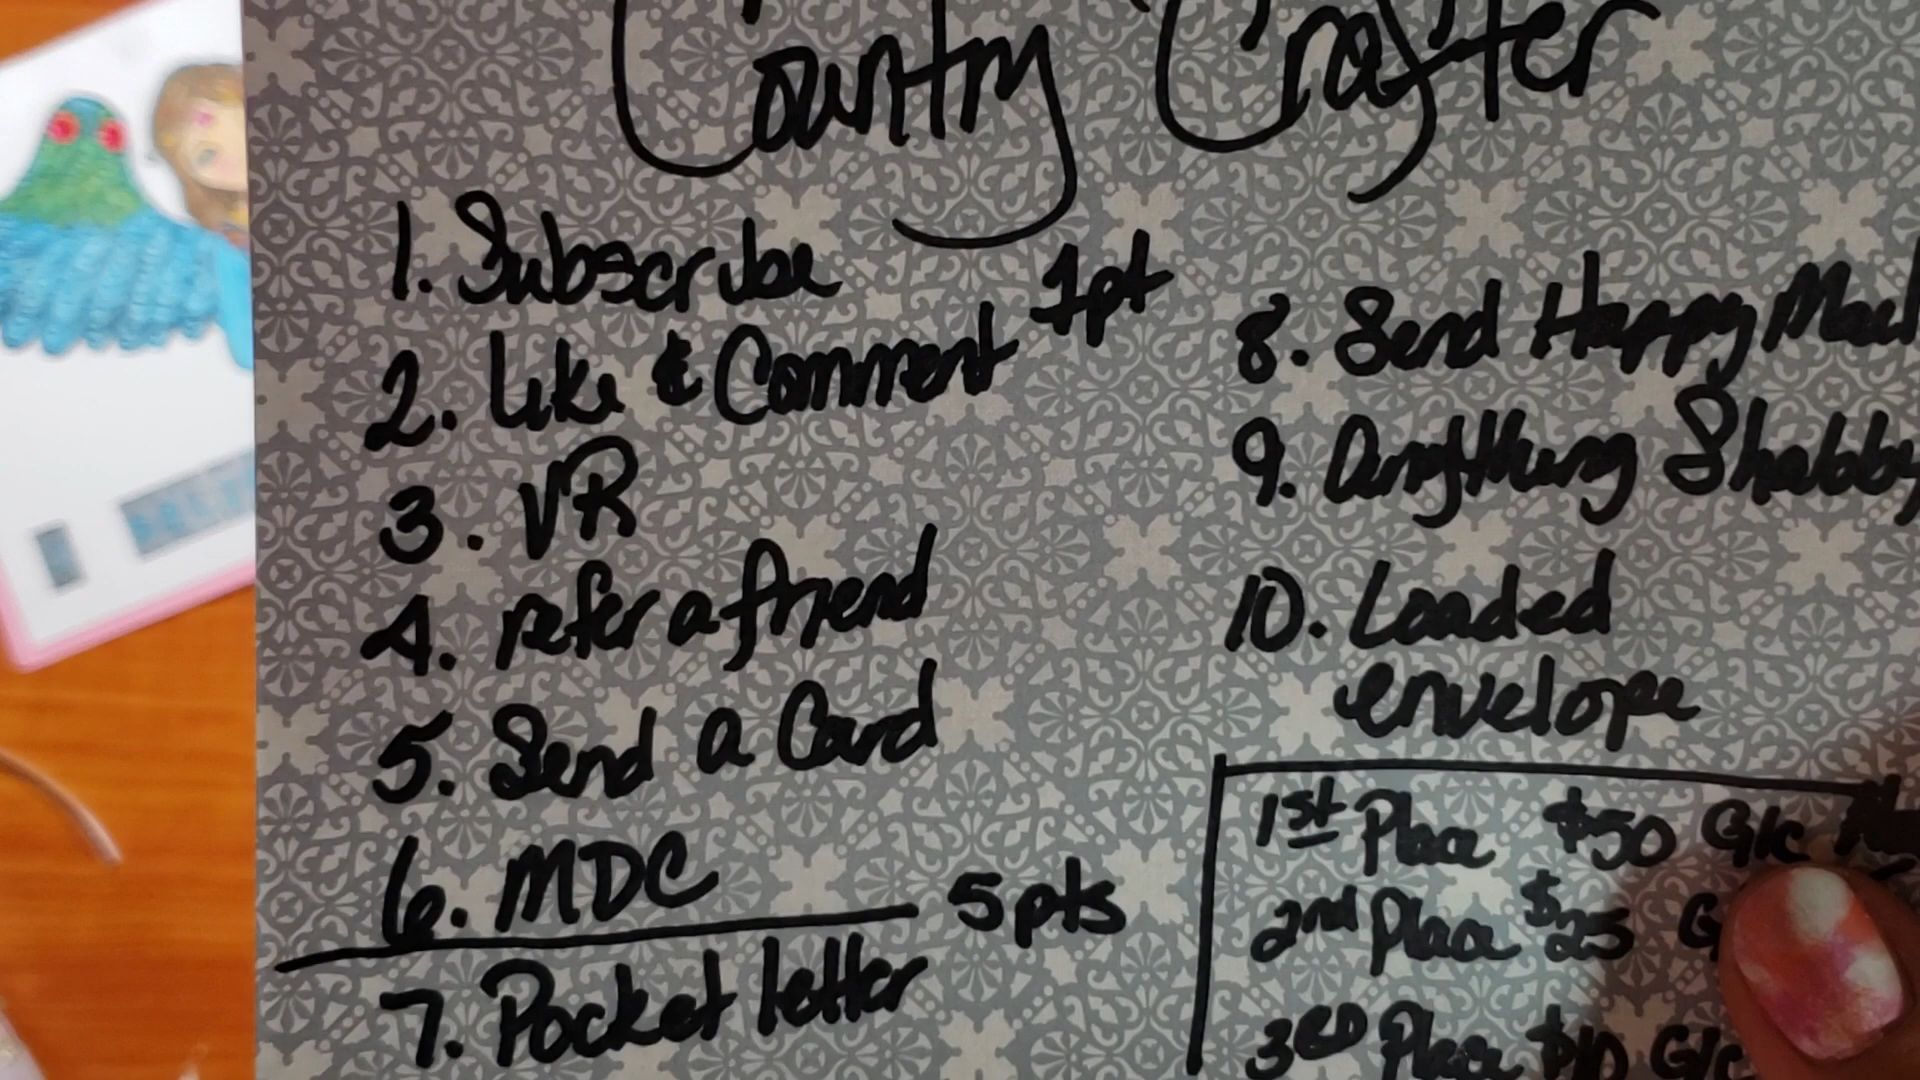 Country Crafter
1. Subscribe 1pt
2. Like & Comment
3. VR
4. refer a friend
5. Send a Card
6. MDC
5pts
7. Pocket letter
8. Send Happy Mail
9. Anything Shabby
10. Loaded
envelope
1st Place $50 G/c
2nd Place $25 G
3RD Place $10 G/c